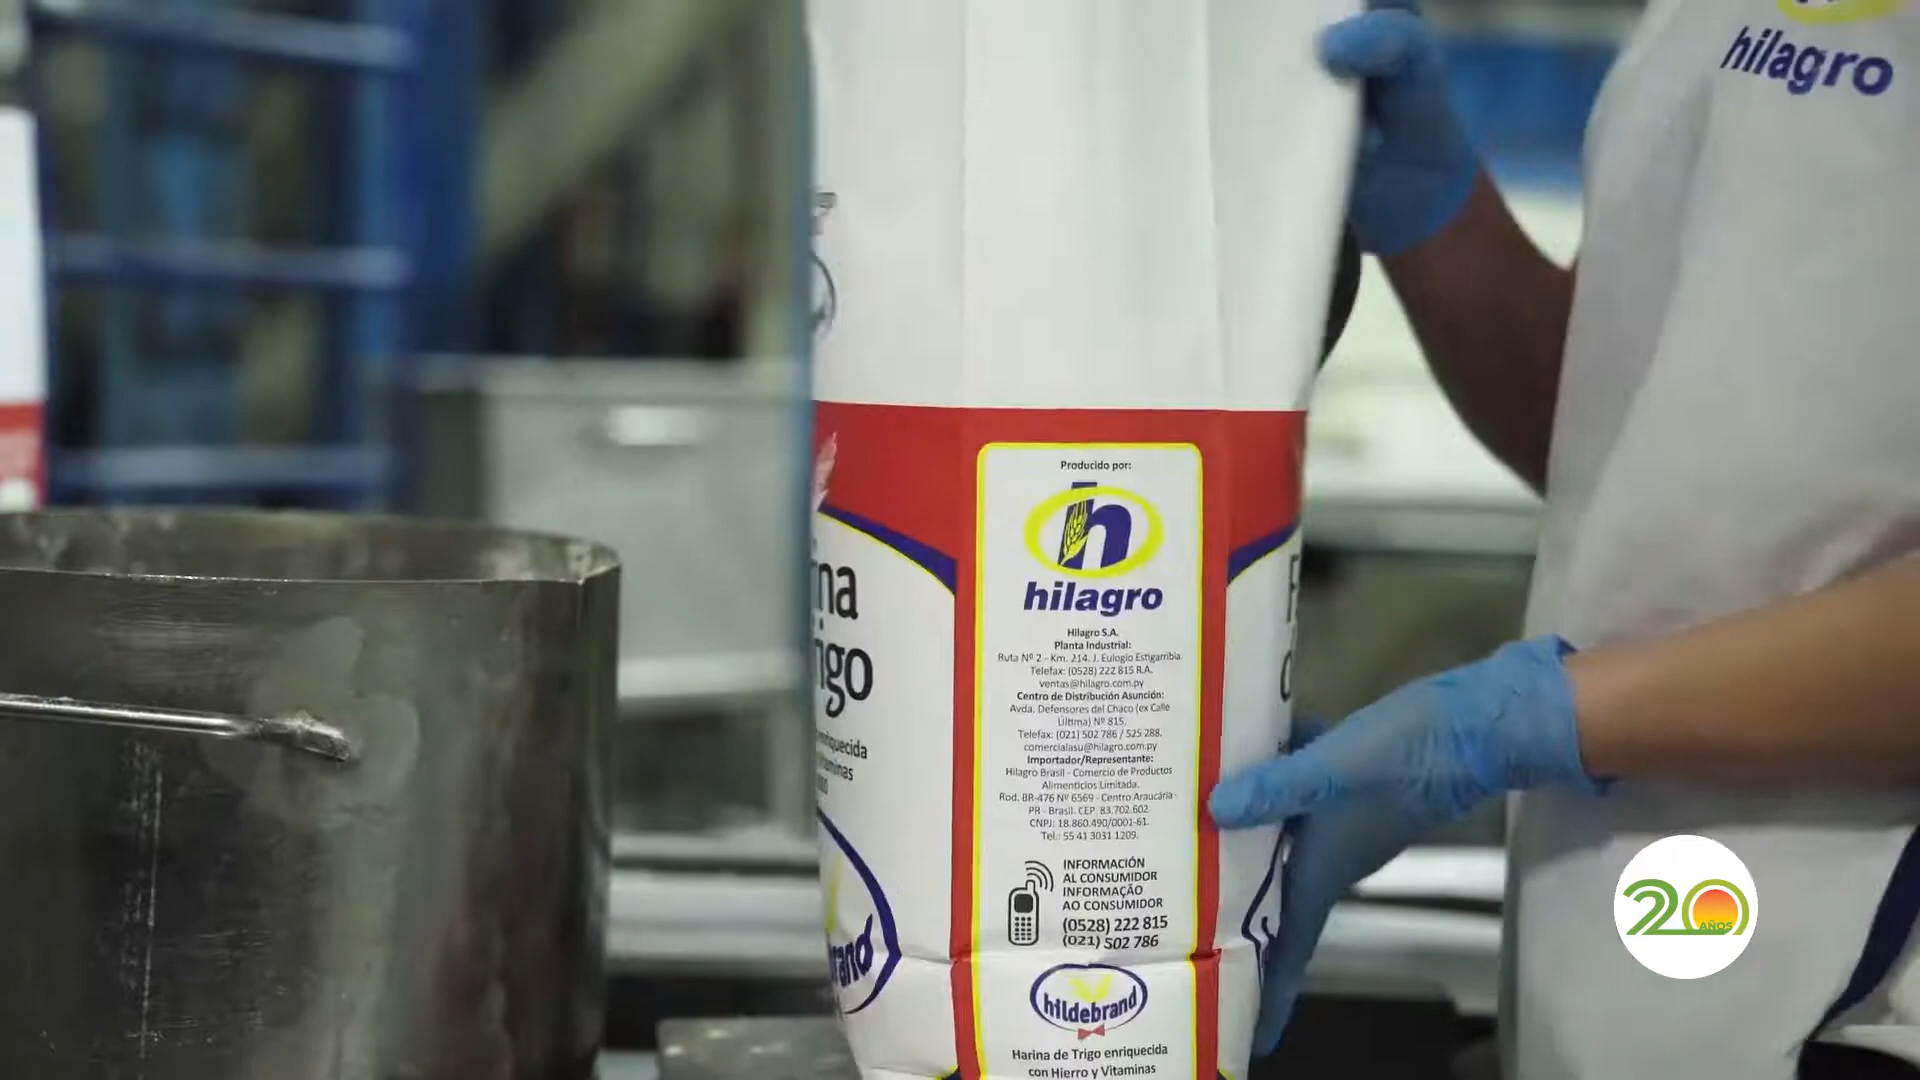 hilagro
Producido por:
h
hilagro
Hilagro S.A.
Planta Industrial:
Ruta Nº 2 - Km. 214. J. Eulogio Estigarribia.
Telefax: (0528) 222 815 R.A.
ventas@hilagro.com.py
Centro de Distribución Asunción:
Avda. Defensores del Chaco (ex Calle
Última) Nº 815.
Telefax: (021) 502 786 / 525 288.
comercialasu@hilagro.com.py
Importador/Representante:
Hilagro Brasil - Comercio de Productos
Alimenticios Limitada.
Rod. BR-476 Nº 6569 - Centro Araucária -
PR - Brasil. CEP: 83.702.602.
CNPJ: 18.860.490/0001-61.
Tel.: 55 41 3031 1209.
INFORMACIÓN
AL CONSUMIDOR
INFORMAÇÃO
AO CONSUMIDOR
(0528) 222 815
(021) 502 786
hildebrand
Harina de Trigo enriquecida
con Hierro y Vitaminas
20
AÑOS